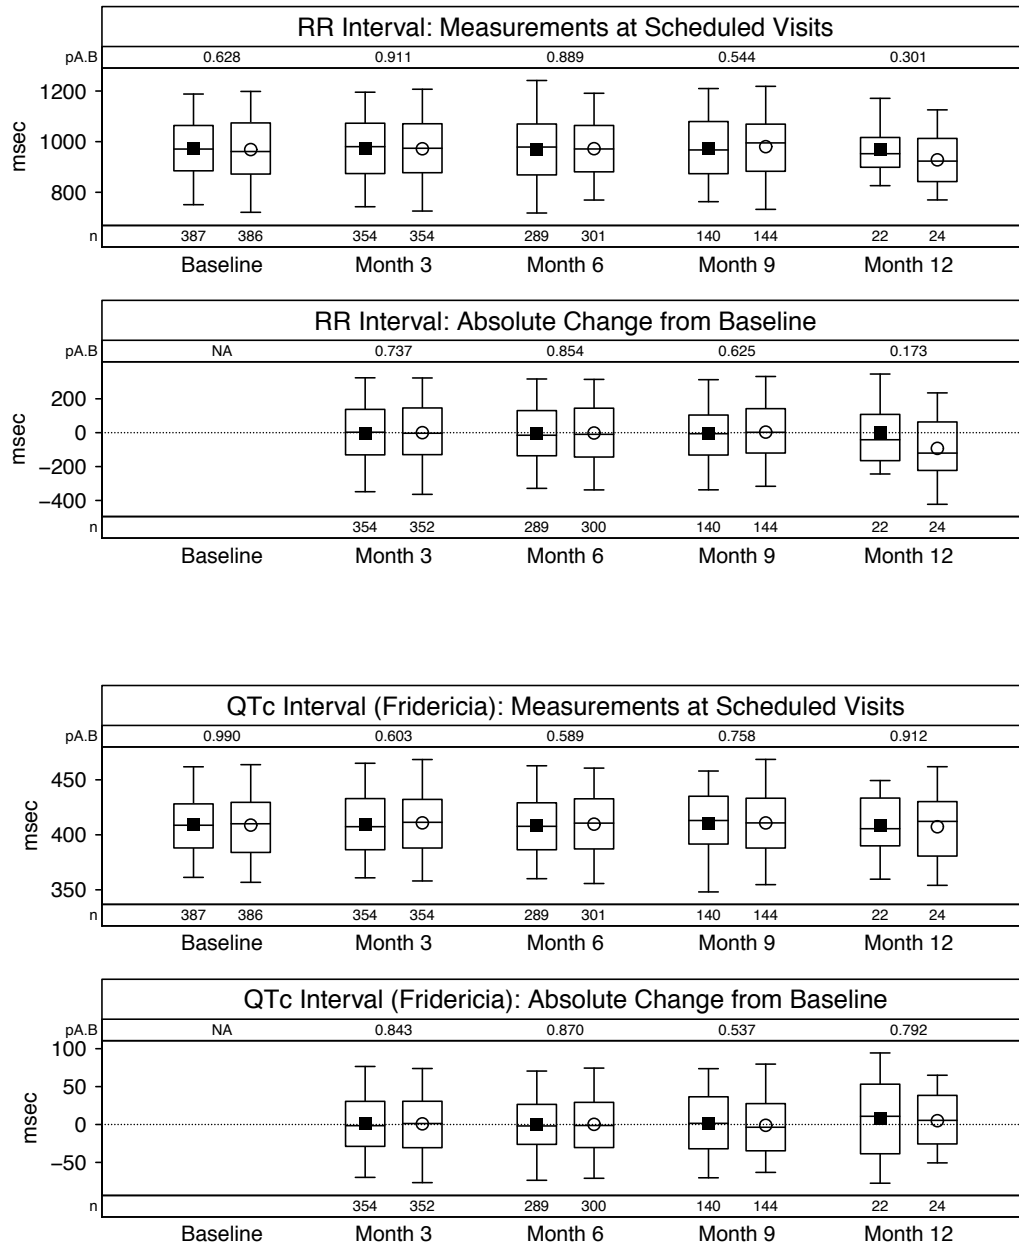 RR Interval: Measurements at Scheduled Visits
pA.B 0.628 0.911 0.889 0.544 0.301
1200
1000
800
msec
n 387 386 354 354 289 301 140 144 22 24
Baseline Month 3 Month 6 Month 9 Month 12
RR Interval: Absolute Change from Baseline
pA.B NA 0.737 0.854 0.625 0.173
200
0
−200
−400
msec
n 354 352 289 300 140 144 22 24
Baseline Month 3 Month 6 Month 9 Month 12
QTc Interval (Fridericia): Measurements at Scheduled Visits
pA.B 0.990 0.603 0.589 0.758 0.912
450
400
350
msec
n 387 386 354 354 289 301 140 144 22 24
Baseline Month 3 Month 6 Month 9 Month 12
QTc Interval (Fridericia): Absolute Change from Baseline
pA.B NA 0.843 0.870 0.537 0.792
100
50
0
−50
msec
n 354 352 289 300 140 144 22 24
Baseline Month 3 Month 6 Month 9 Month 12